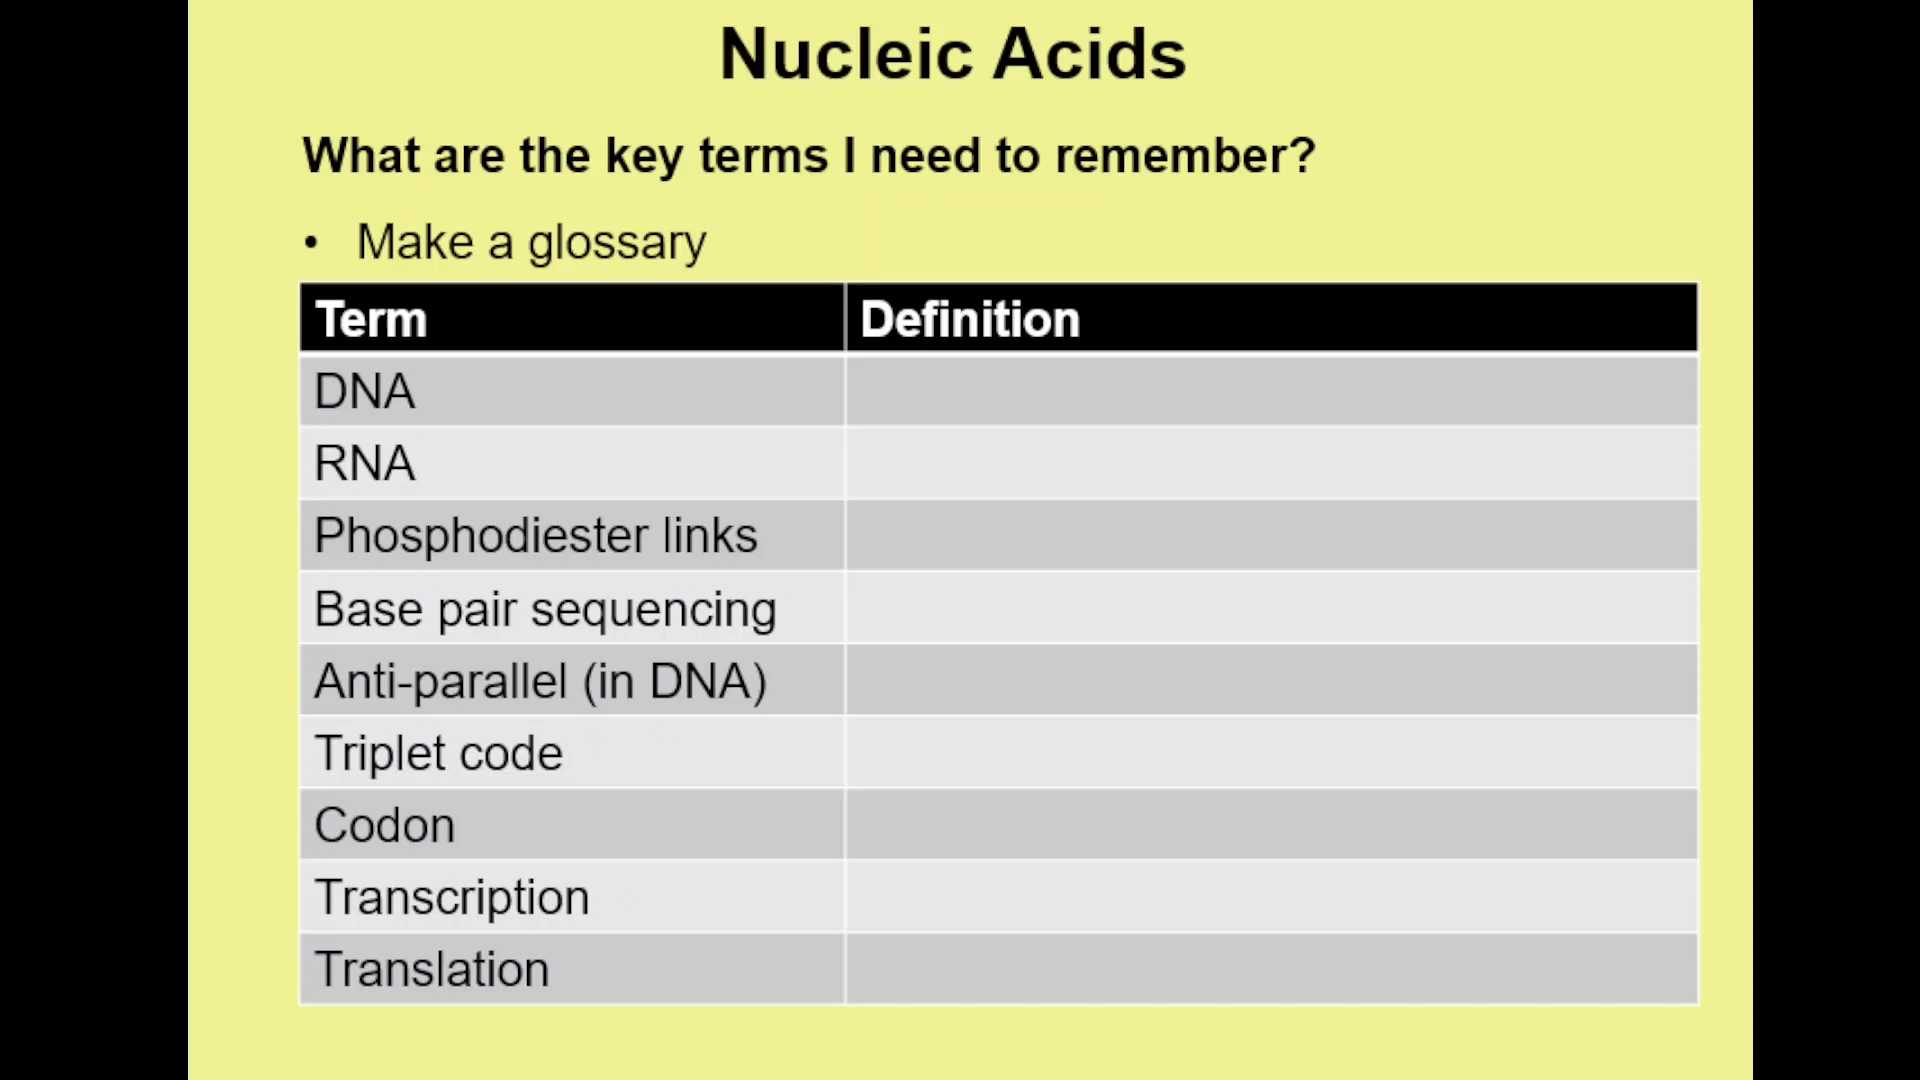 Nucleic Acids
What are the key terms I need to remember?
• Make a glossary
Term Definition
DNA
RNA
Phosphodiester links
Base pair sequencing
Anti-parallel (in DNA)
Triplet code
Codon
Transcription
Translation